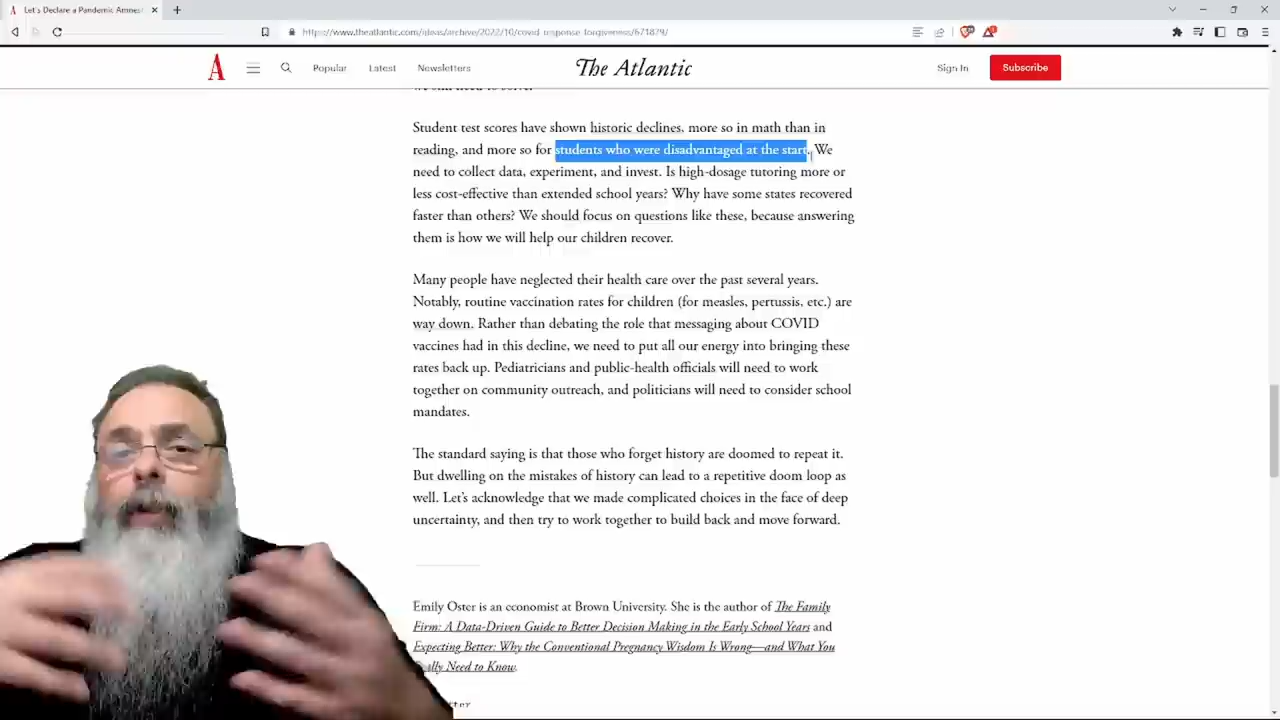 Let's Declare a Pandemic Amnes
https://www.theatlantic.com/ideas/archive/2022/10/covid-response-forgiveness/671879/
Popular Latest Newsletters The Atlantic Sign In Subscribe
we still need to solve.
Student test scores have shown historic declines, more so in math than in
reading, and more so for students who were disadvantaged at the start. We
need to collect data, experiment, and invest. Is high-dosage tutoring more or
less cost-effective than extended school years? Why have some states recovered
faster than others? We should focus on questions like these, because answering
them is how we will help our children recover.
Many people have neglected their health care over the past several years.
Notably, routine vaccination rates for children (for measles, pertussis, etc.) are
way down. Rather than debating the role that messaging about COVID
vaccines had in this decline, we need to put all our energy into bringing these
rates back up. Pediatricians and public-health officials will need to work
together on community outreach, and politicians will need to consider school
mandates.
The standard saying is that those who forget history are doomed to repeat it.
But dwelling on the mistakes of history can lead to a repetitive doom loop as
well. Let's acknowledge that we made complicated choices in the face of deep
uncertainty, and then try to work together to build back and move forward.
Emily Oster is an economist at Brown University. She is the author of The Family
Firm: A Data-Driven Guide to Better Decision Making in the Early School Years and
Expecting Better: Why the Conventional Pregnancy Wisdom Is Wrong—and What You
Need to Know.